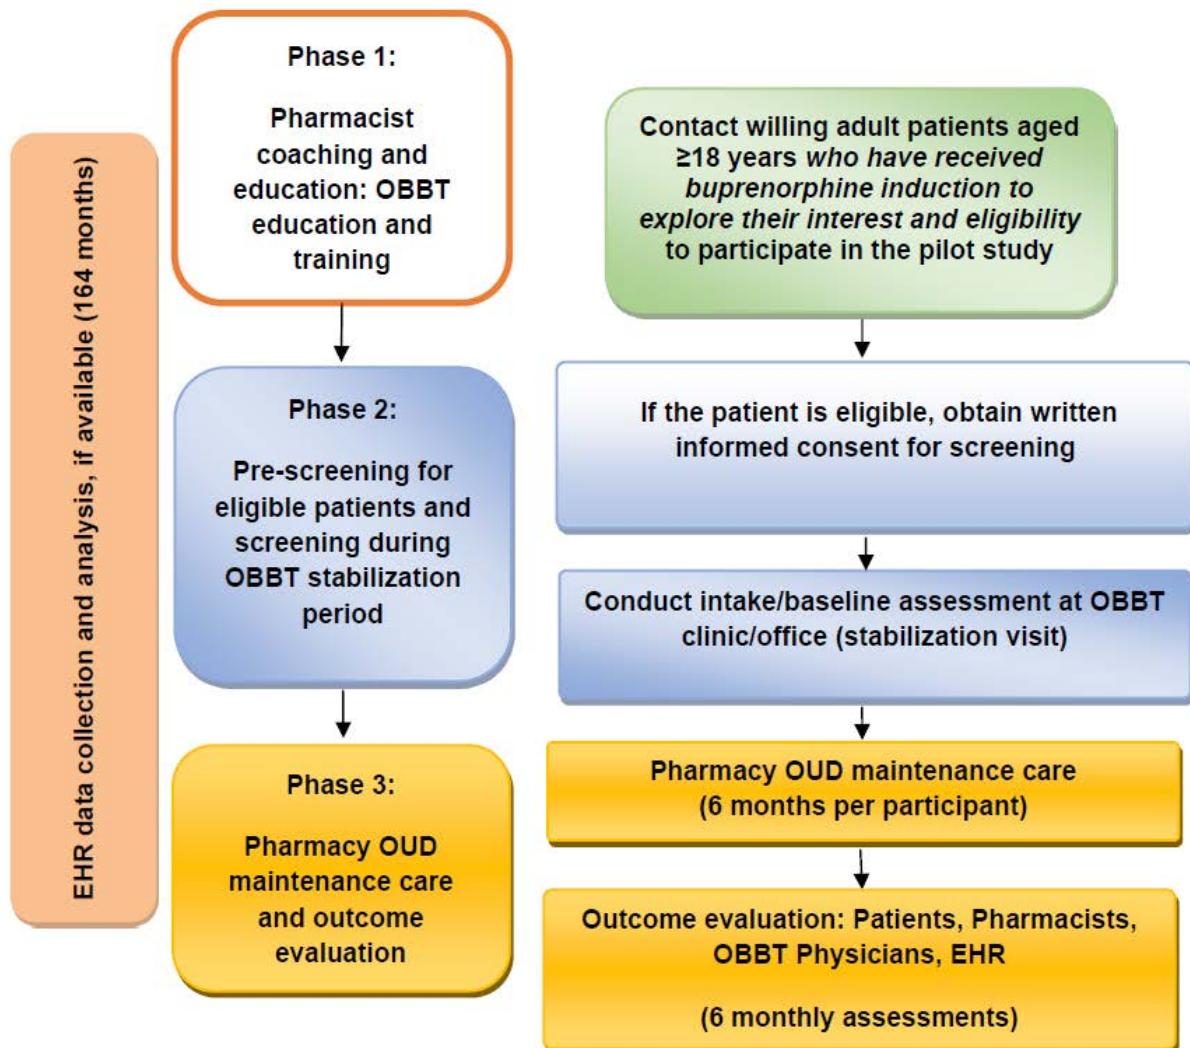 EHR data collection and analysis, if available (164 months)
Phase 1:
Pharmacist
coaching and
education: OBBT
education and
training
Phase 2:
Pre-screening for
eligible patients and
screening during
OBBT stabilization
period
Phase 3:
Pharmacy OUD
maintenance care
and outcome
evaluation
Contact willing adult patients aged
≥18 years who have received
buprenorphine induction to
explore their interest and eligibility
to participate in the pilot study
If the patient is eligible, obtain written
informed consent for screening
Conduct intake/baseline assessment at OBBT
clinic/office (stabilization visit)
Pharmacy OUD maintenance care
(6 months per participant)
Outcome evaluation: Patients, Pharmacists,
OBBT Physicians, EHR
(6 monthly assessments)